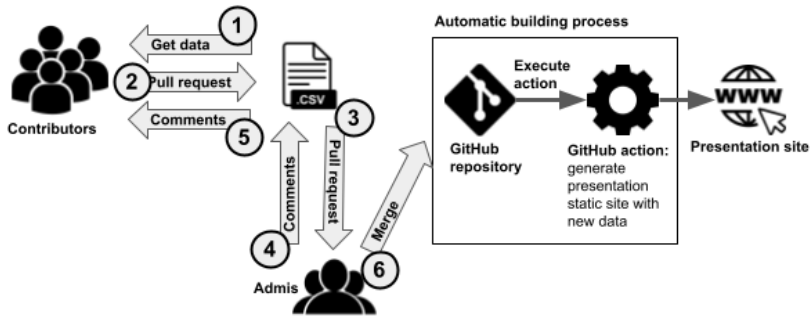 Automatic building process
1
Get data
2
Pull request
Comments
5
Contributors
.CSV
3
Pull request
Comments
4
Admis
6
Merge
Execute
action
GitHub
repository
GitHub action:
generate
presentation
static site with
new data
WWW
Presentation site